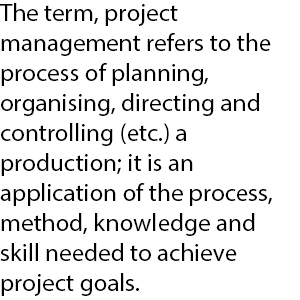 The term, project
management refers to the
process of planning,
organising, directing and
controlling (etc.) a
production; it is an
application of the process,
method, knowledge and
skill needed to achieve
project goals.